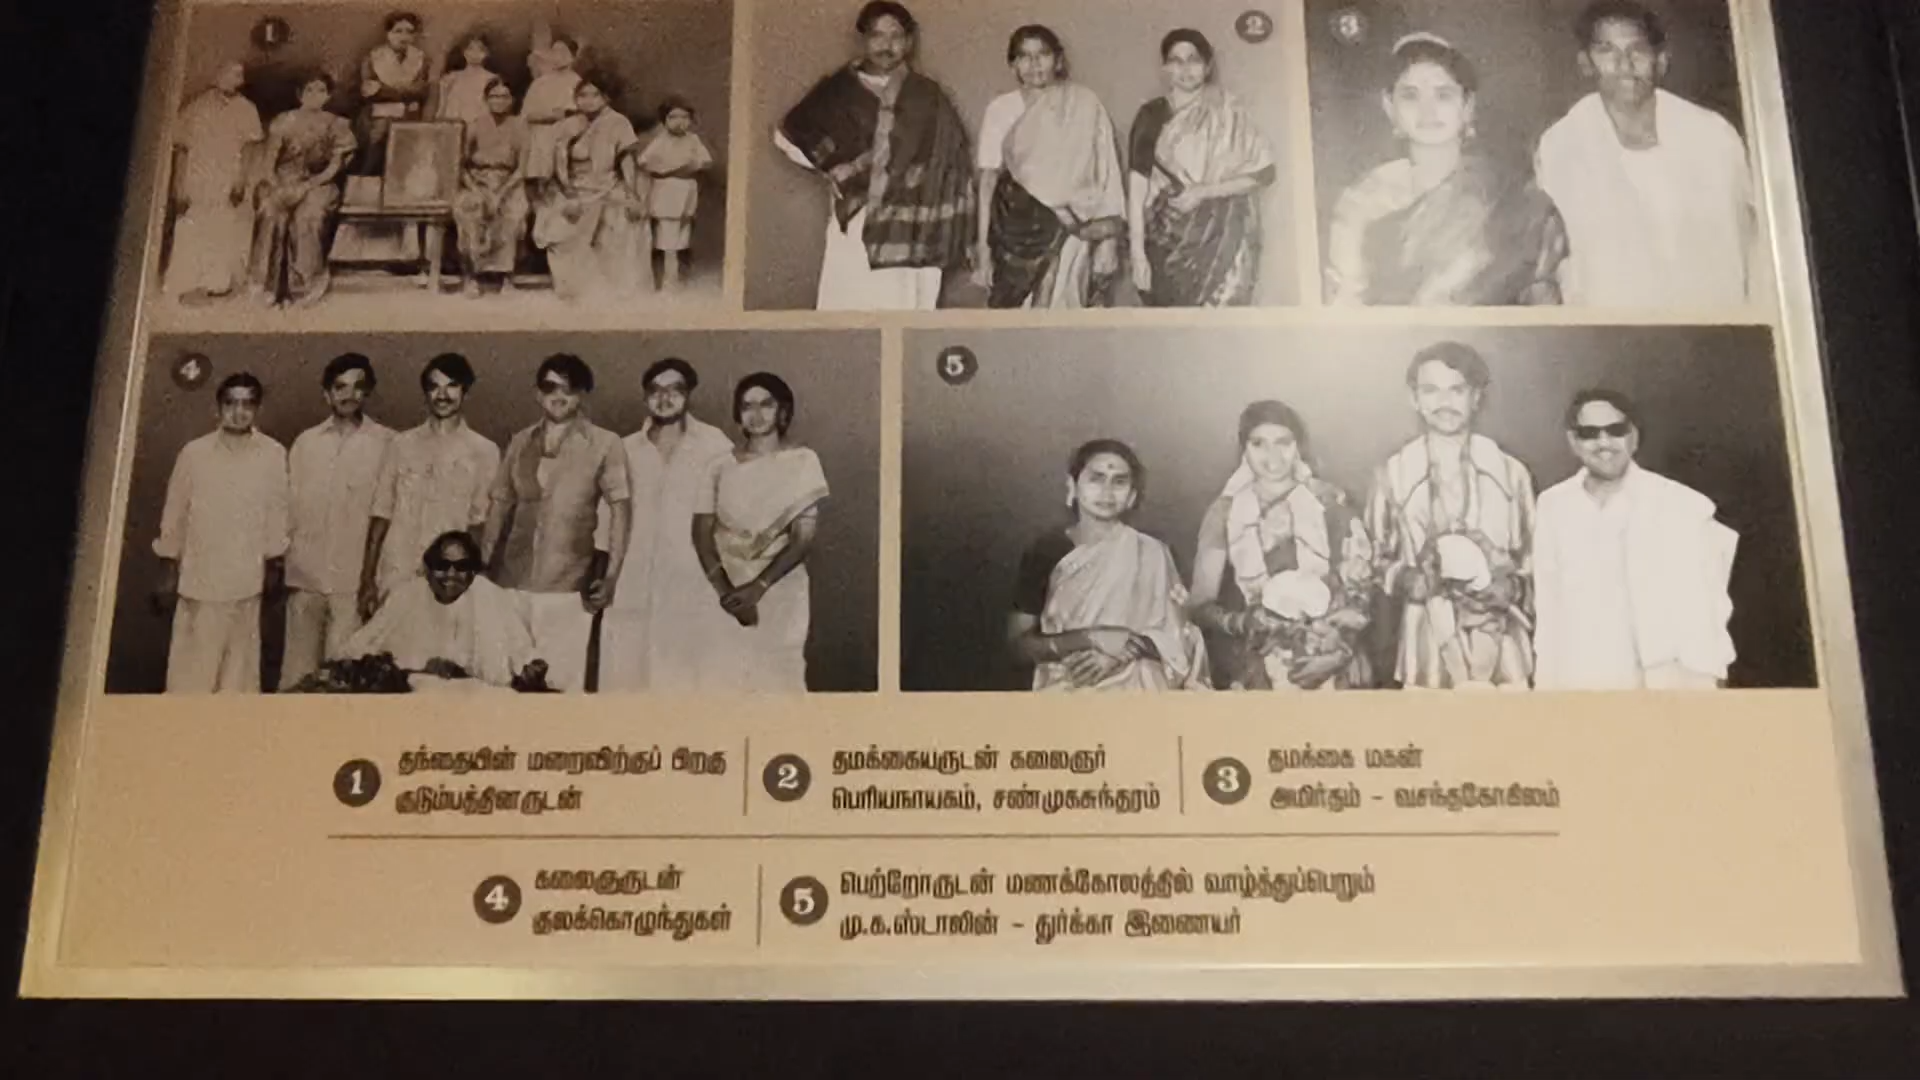 1
2
3
4
5
1 தந்தையின் மறைவிற்குப் பிறகு
குடும்பத்தினருடன்
2 தமக்கையருடன் கலைஞர்
பெரியநாயகம், சண்முகசுந்தரம்
3 தமக்கை மகன்
அமிர்தம் - வசந்தகோகிலம்
4 கலைஞருடன்
குலக்கொழுந்துகள்
5 பெற்றோருடன் மணக்கோலத்தில் வாழ்த்துப்பெறும்
மு.க.ஸ்டாலின் - துர்க்கா இணையர்